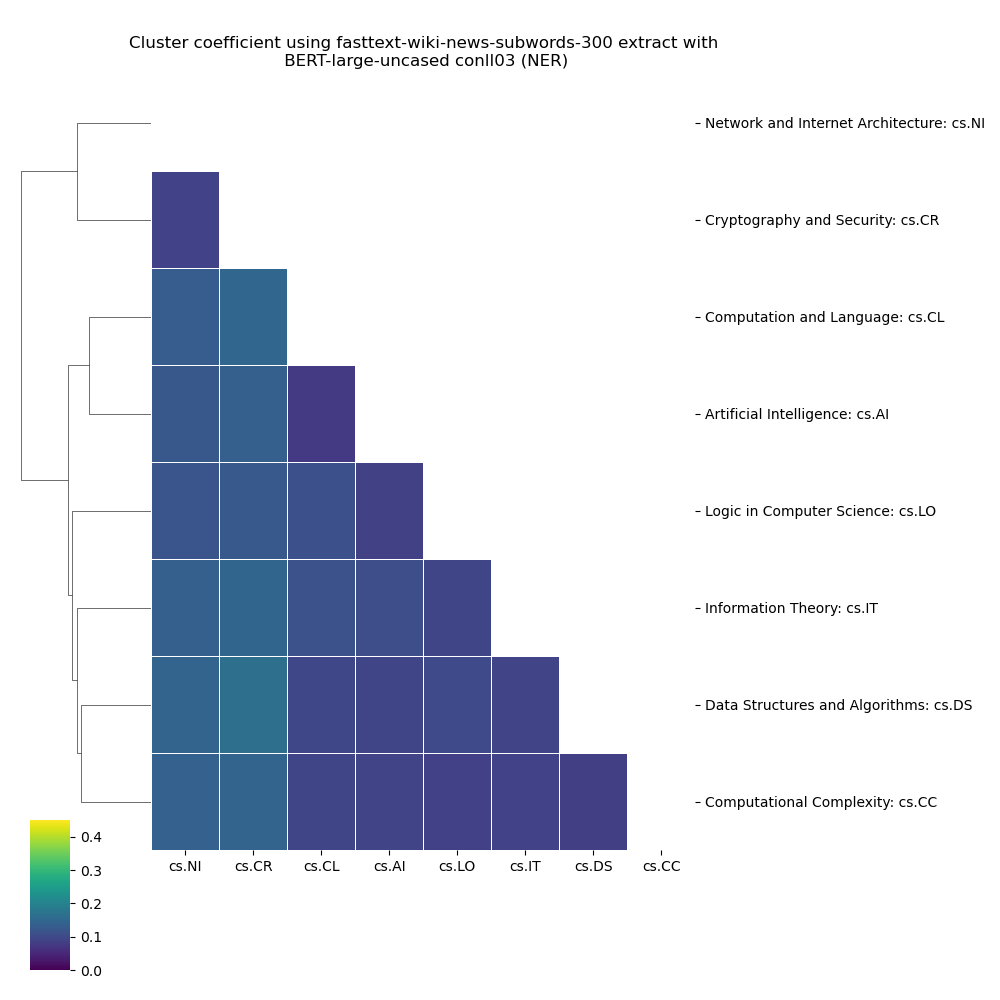 Cluster coefficient using fasttext-wiki-news-subwords-300 extract with
BERT-large-uncased conll03 (NER)
Network and Internet Architecture: cs.NI
Cryptography and Security: cs.CR
Computation and Language: cs.CL
Artificial Intelligence: cs.AI
Logic in Computer Science: cs.LO
Information Theory: cs.IT
Data Structures and Algorithms: cs.DS
Computational Complexity: cs.CC
cs.NI cs.CR cs.CL cs.AI cs.LO cs.IT cs.DS cs.CC
0.4
0.3
0.2
0.1
0.0